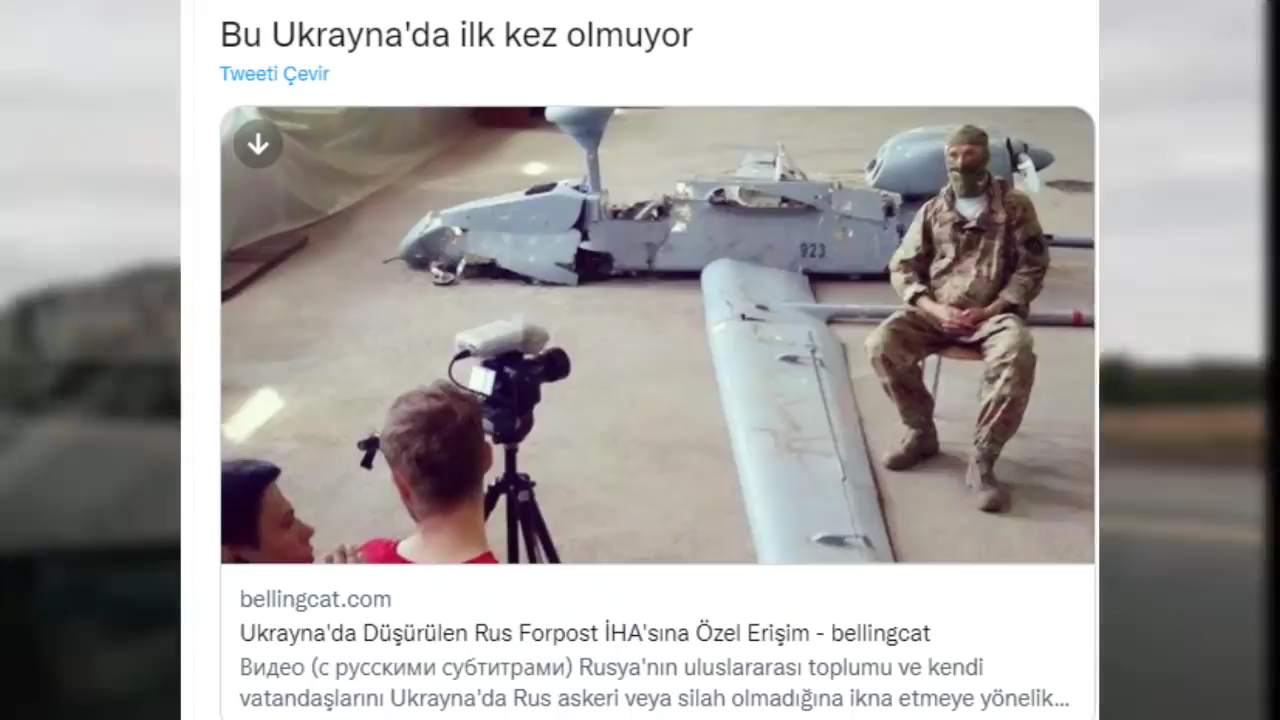 Bu Ukrayna'da ilk kez olmuyor
Tweeti Çevir
923
bellingcat.com
Ukrayna'da Düşürülen Rus Forpost İHA'sına Özel Erişim - bellingcat
Видео (с русскими субтитрами) Rusya'nın uluslararası toplumu ve kendi
vatandaşlarını Ukrayna'da Rus askeri veya silah olmadığına ikna etmeye yönelik...